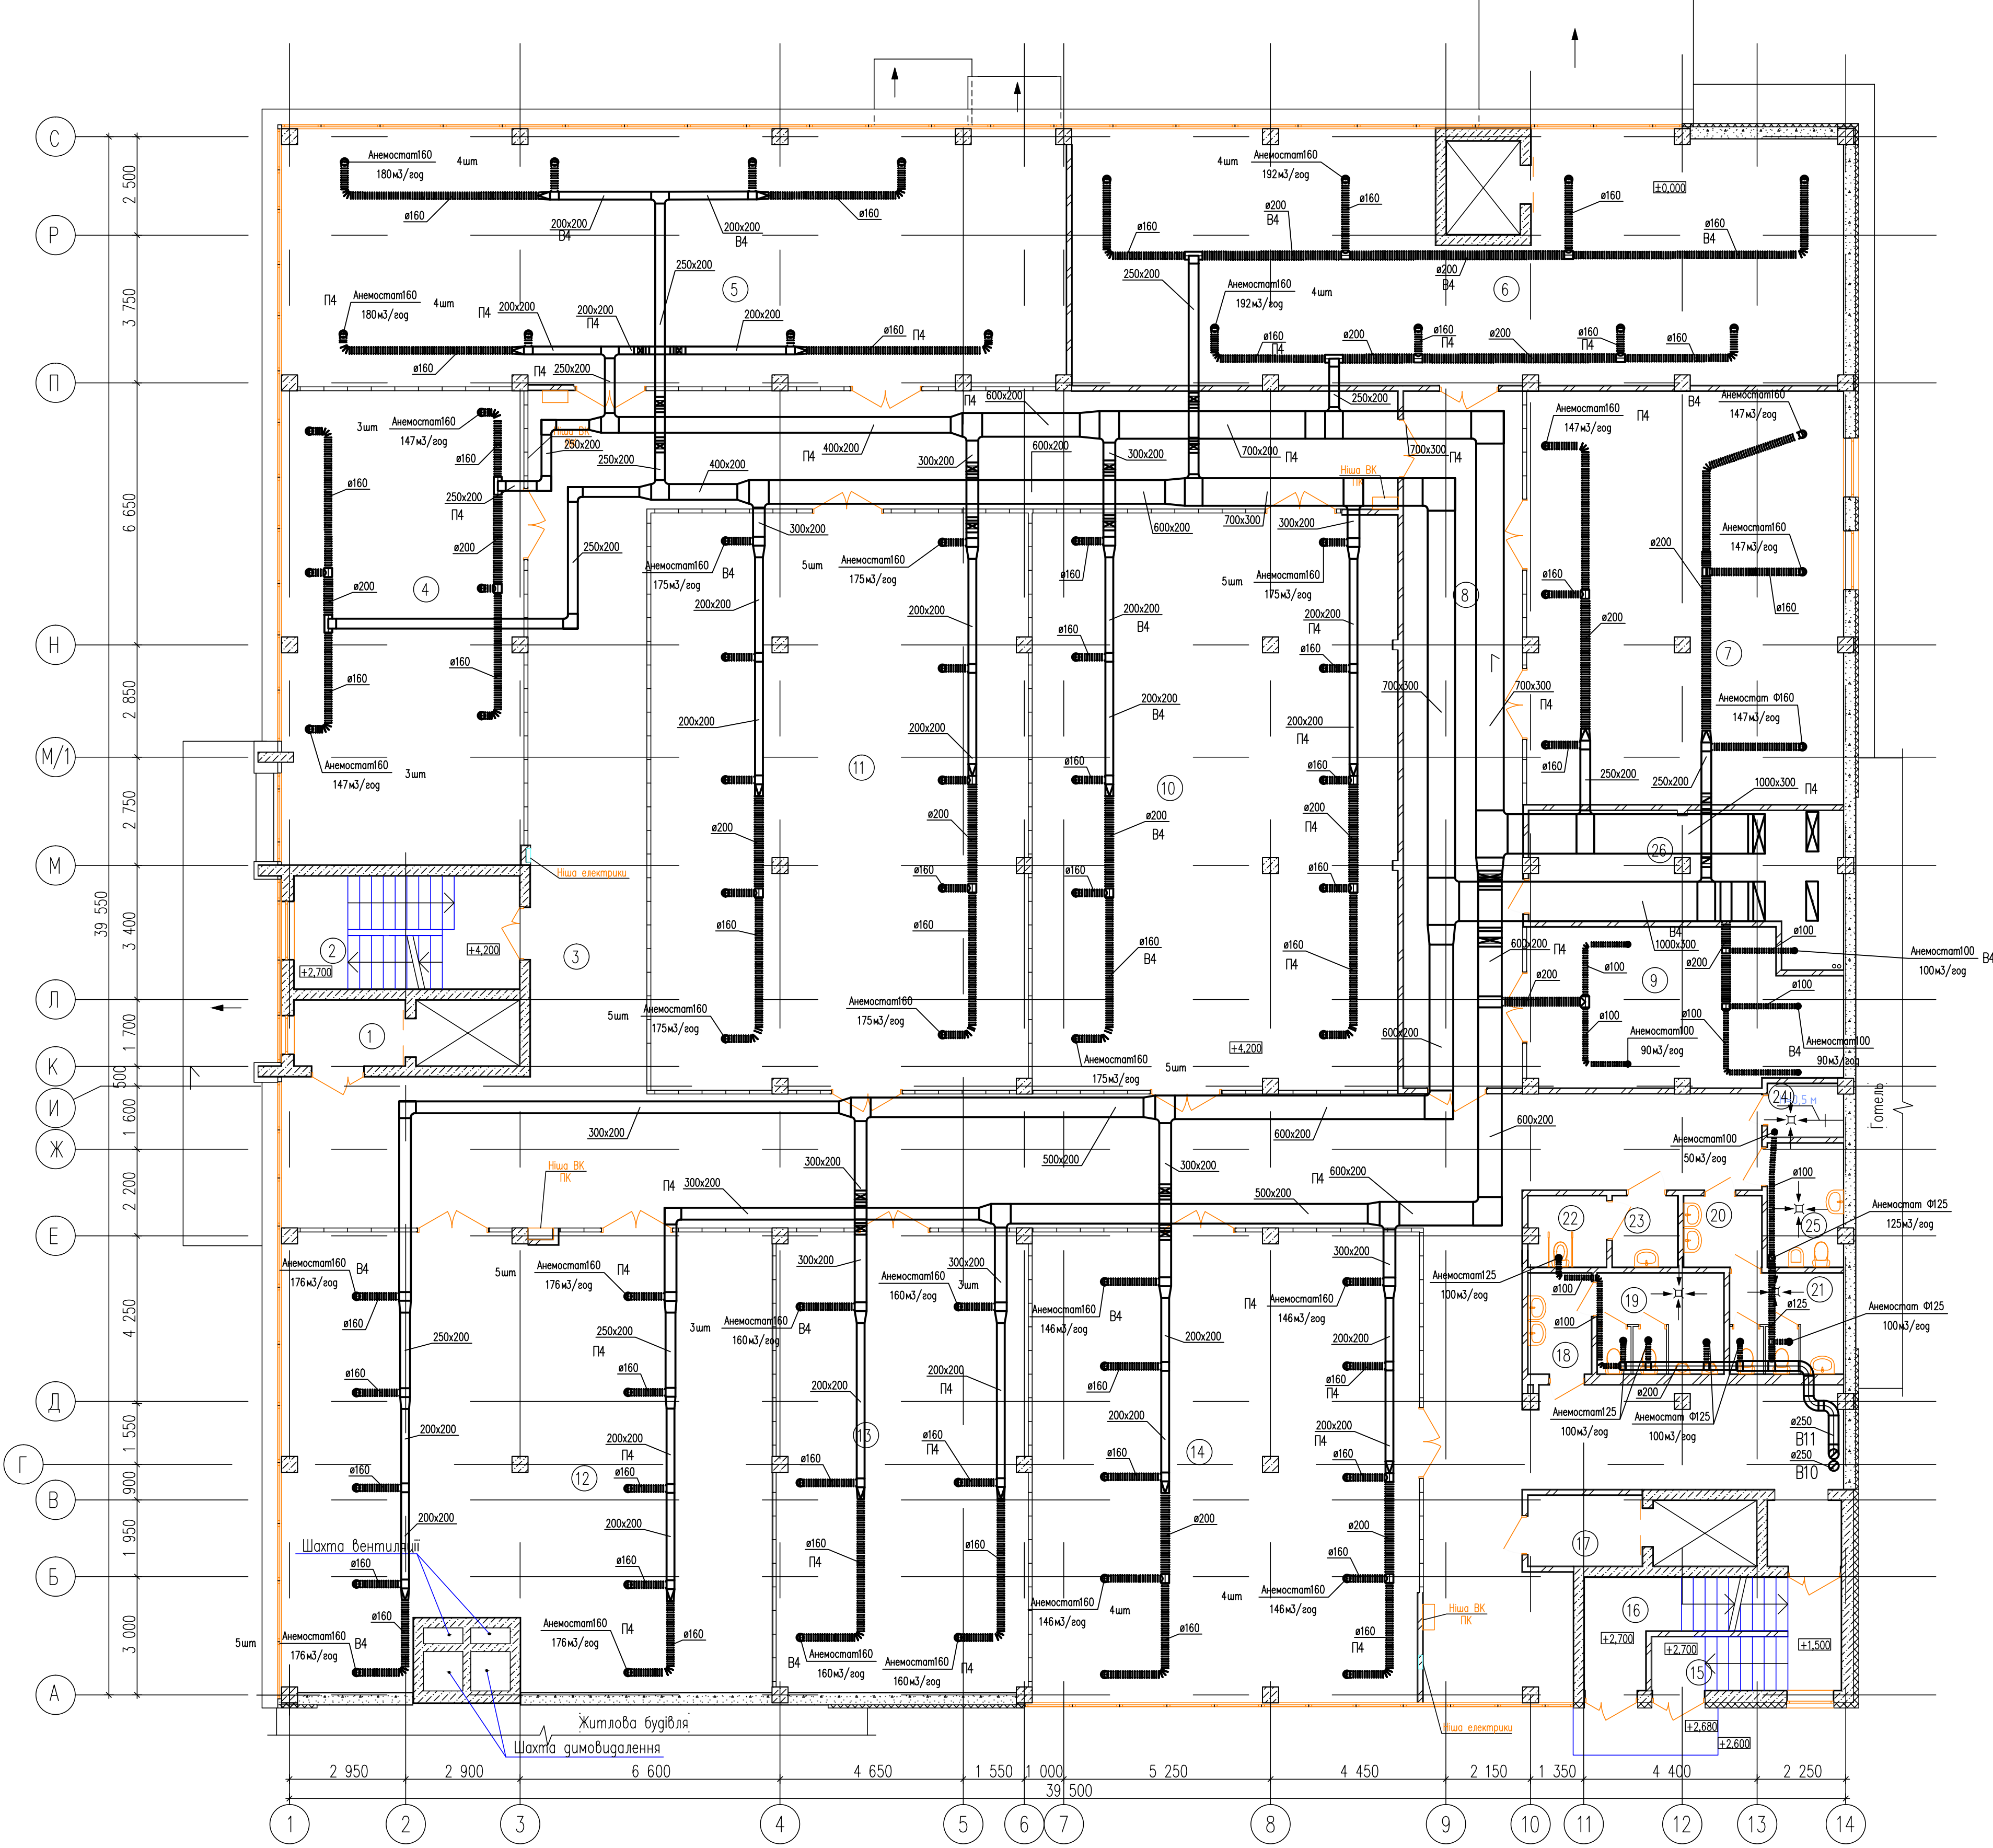 С
Р
П
Н
М/1
М
Л
К
И
Ж
Е
Д
Г
В
Б
А
2 500
3 750
6 650
2 850
2 750
3 400
1 700
500
1 600
2 200
4 250
1 550
900
1 950
3 000
39 550
Анемостат160 4шт
180м3/год
4шт Анемостат160
192м3/год
±0,000
ø160
200х200
В4
200х200
В4
ø160
ø160
ø200
В4
ø160
ø160
ø160
В4
250х200
5
250х200
ø200
В4
6
П4 Анемостат160 4шт
180м3/год
П4 200х200
200х200
П4
200х200
ø160 П4
Анемостат160 4шт
192м3/год
ø160
П4
ø200
ø160
П4
ø200
ø160
П4
ø160
ø160
П4 250х200
250х200
П4 600х200
В4
Анемостат160
147м3/год
Анемостат160 П4
147м3/год
3шт Анемостат160
147м3/год
ø160
Ніша ВК
250х200
П4 400х200
600х200
300х200
300х200
700х200 П4
700х300 П4
Ніша ВК
ПК
250х200
400х200
ø160
250х200
П4
300х200
600х200
700х300
300х200
ø200
250х200
Анемостат160
175м3/год В4
5шт Анемостат160
175м3/год
ø160
5шт Анемостат160
175м3/год
Анемостат160
147м3/год
ø200
4
ø200
8
ø160
ø160
200х200
200х200
200х200
В4
200х200
П4
ø200
7
ø160
ø160
ø160
ø160
200х200
200х200
200х200
В4
200х200
П4
700х300
700х300
П4
Анемостат Ф160
147м3/год
Анемостат160 3шт
147м3/год
11
10
ø160
ø160
ø160
250х200
250х200
1000х300 П4
ø200
ø200
ø200
В4
ø200
П4
26
Ніша електрики
ø160
ø160
ø160
2
+2,700
+4,200
3
ø160
ø160
ø160
В4
ø160
П4
600х200 П4
1000х300
В4
ø100
Анемостат100 В4
100м3/год
ø100
ø200
ø200
9
ø100
ø100
ø100
1
5шт Анемостат160
175м3/год
Анемостат160
175м3/год
+4,200
600х200
Анемостат160 5шт
175м3/год
Анемостат100
90м3/год
Анемостат100
В4 90м3/год
Готель
24
300х200
500х200
600х200
600х200
Анемостат100
50м3/год
ø100
Ніша ВК
ПК
П4 300х200
300х200
300х200
П4 600х200
500х200
22
23
20
25
Анемостат Ф125
125м3/год
Анемостат160 В4
176м3/год
5шт Анемостат160 П4
176м3/год
300х200
Анемостат160
160м3/год
300х200
3шт
300х200
Анемостат125
100м3/год
ø100
19
21
ø125
Анемостат Ф125
100м3/год
ø160
250х200
250х200
П4
3шт Анемостат160
160м3/год В4
Анемостат160 В4
146м3/год
П4 Анемостат160
146м3/год
200х200
200х200
ø100
18
ø160
ø160
200х200
П4
ø160
ø160
П4
ø200
200х200
200х200
П4
200х200
200х200
200х200
П4
Анемостат125
100м3/год
Анемостат Ф125
100м3/год
ø250
В11
ø250
В10
13
14
12
ø160
ø160
ø160
ø160
П4
ø160
ø160
200х200
200х200
ø160
П4
ø160
ø200
ø200
17
Шахта вентиляції
ø160
ø160
ø160
ø160
Анемостат160
146м3/год 4шт
4шт Анемостат160
146м3/год
Ніша ВК
ПК
16
5шт Анемостат160 В4
176м3/год
Анемостат160 П4
176м3/год
ø160
В4 Анемостат160
160м3/год
Анемостат160 П4
160м3/год
ø160
ø160
П4
+2,700
+2,700
+1,500
15
Житлова будівля
Шахта димовидалення
Ніша електрики
+2,680
+2,600
2 950
2 900
6 600
4 650
1 550
1 000
5 250
4 450
2 150
1 350
4 400
2 250
39 500
1
2
3
4
5
6
7
8
9
10
11
12
13
14